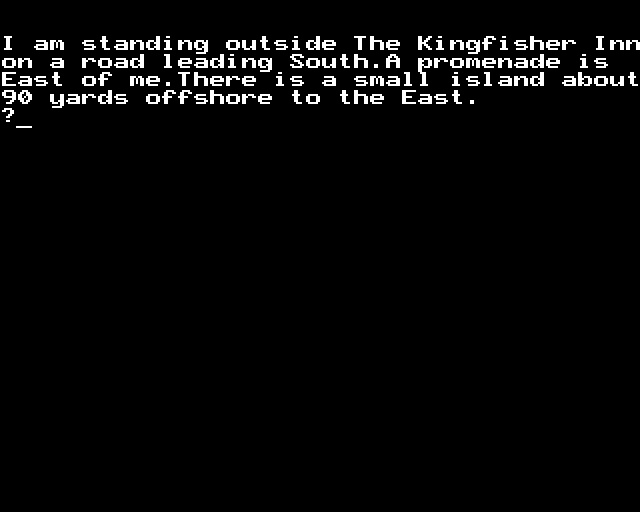 I am standing outside The Kingfisher Inn
on a road leading South.A promenade is
East of me.There is a small island about
90 yards offshore to the East.
?_